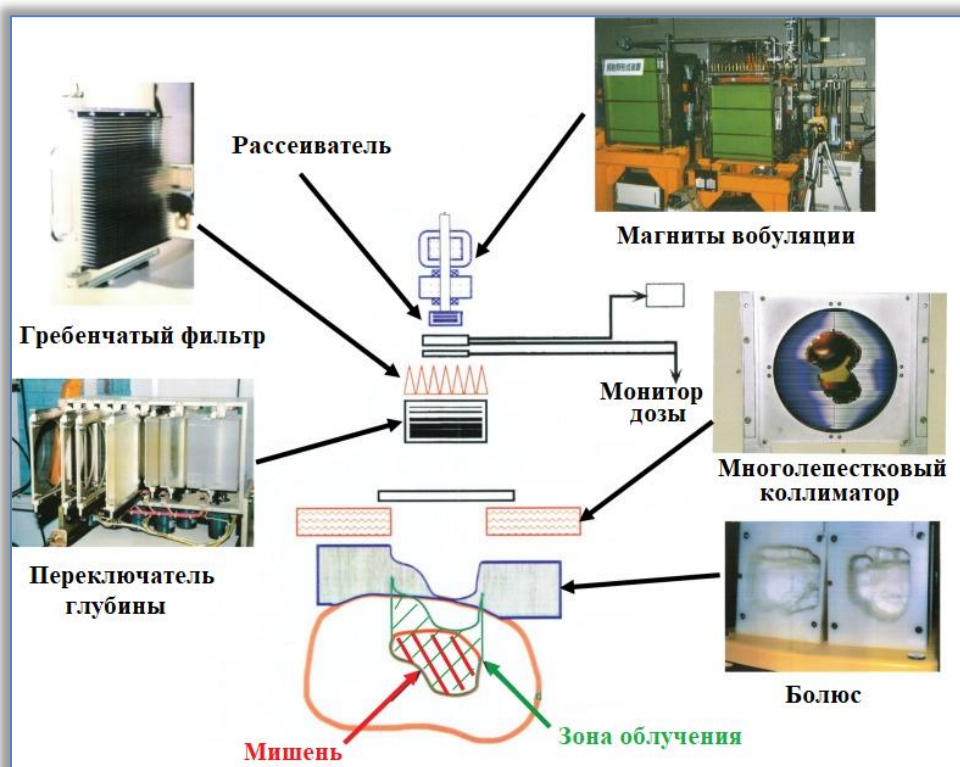 Рассеиватель
Магниты вобуляции
Гребенчатый фильтр
Монитор
дозы
Многолепестковый
коллиматор
Переключатель
глубины
Болюс
Зона облучения
Мишень